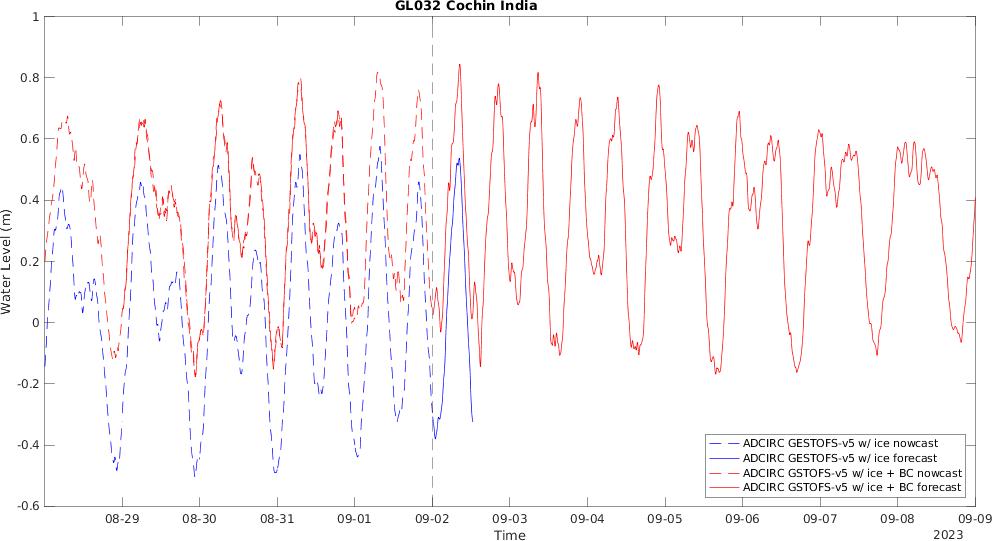 GL032 Cochin India
1
0.8
0.6
0.4
0.2
0
-0.2
-0.4
-0.6
Water Level (m)
ADCIRC GESTOFS-v5 w/ ice nowcast
ADCIRC GESTOFS-v5 w/ ice forecast
ADCIRC GSTOFS-v5 w/ ice + BC nowcast
ADCIRC GSTOFS-v5 w/ ice + BC forecast
08-29 08-30 08-31 09-01 09-02 09-03 09-04 09-05 09-06 09-07 09-08 09-09
Time
2023